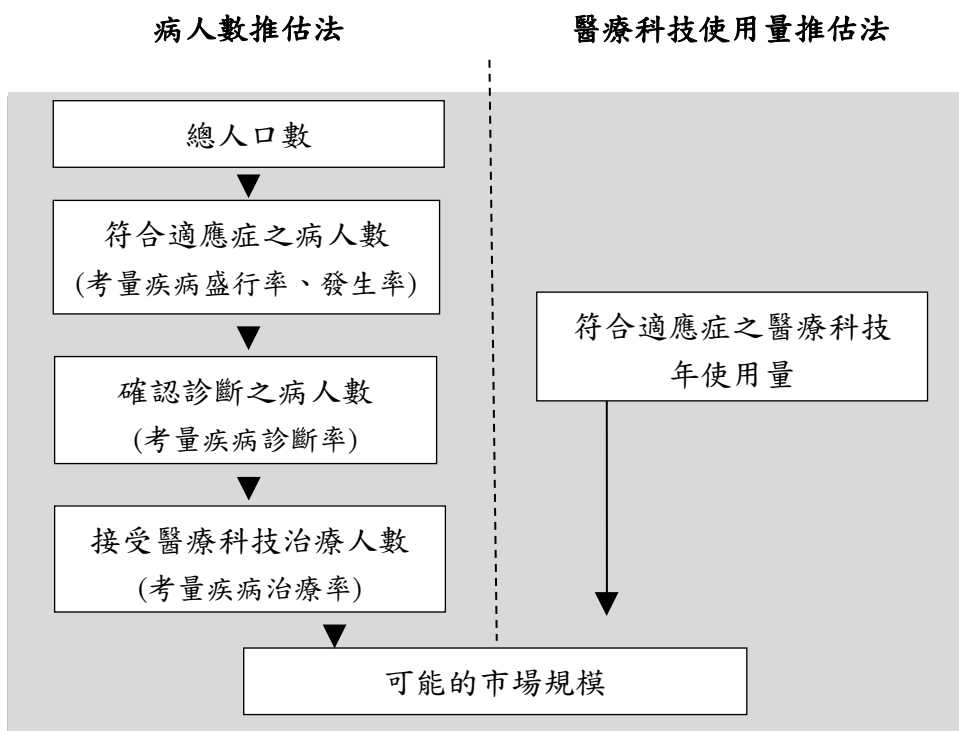 病人數推估法
醫療科技使用量推估法
總人口數
符合適應症之病人數
(考量疾病盛行率、發生率)
確認診斷之病人數
(考量疾病診斷率)
接受醫療科技治療人數
(考量疾病治療率)
符合適應症之醫療科技
年使用量
可能的市場規模